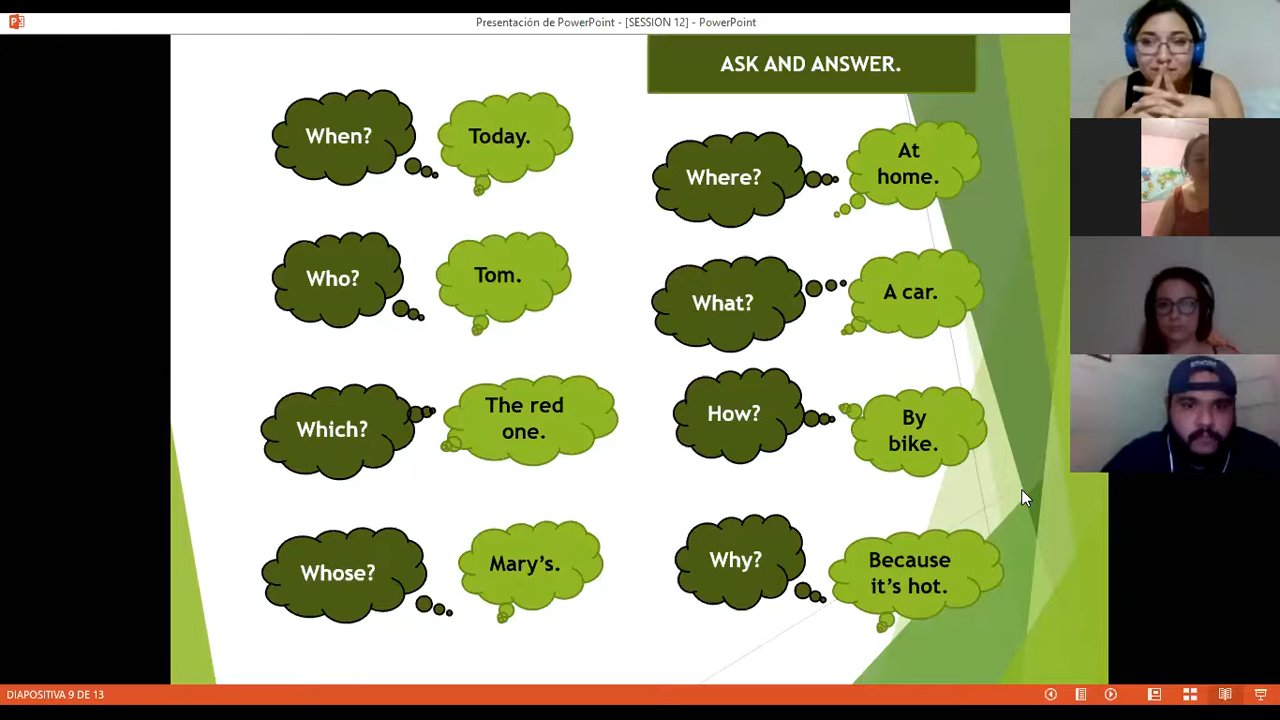 Presentación de PowerPoint - [SESSION 12] - PowerPoint
ASK AND ANSWER.
When?
Today.
Where?
At
home.
Who?
Tom.
What?
A car.
Which?
The red
one.
How?
By
bike.
Whose?
Mary's.
Why?
Because
it's hot.
DIAPOSITIVA 9 DE 13